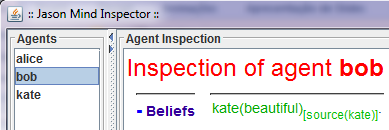 :: Jason Mind Inspector ::
Agents
alice
bob
kate
Agent Inspection
Inspection of agent bob
- Beliefs
kate(beautiful)[source(kate)]